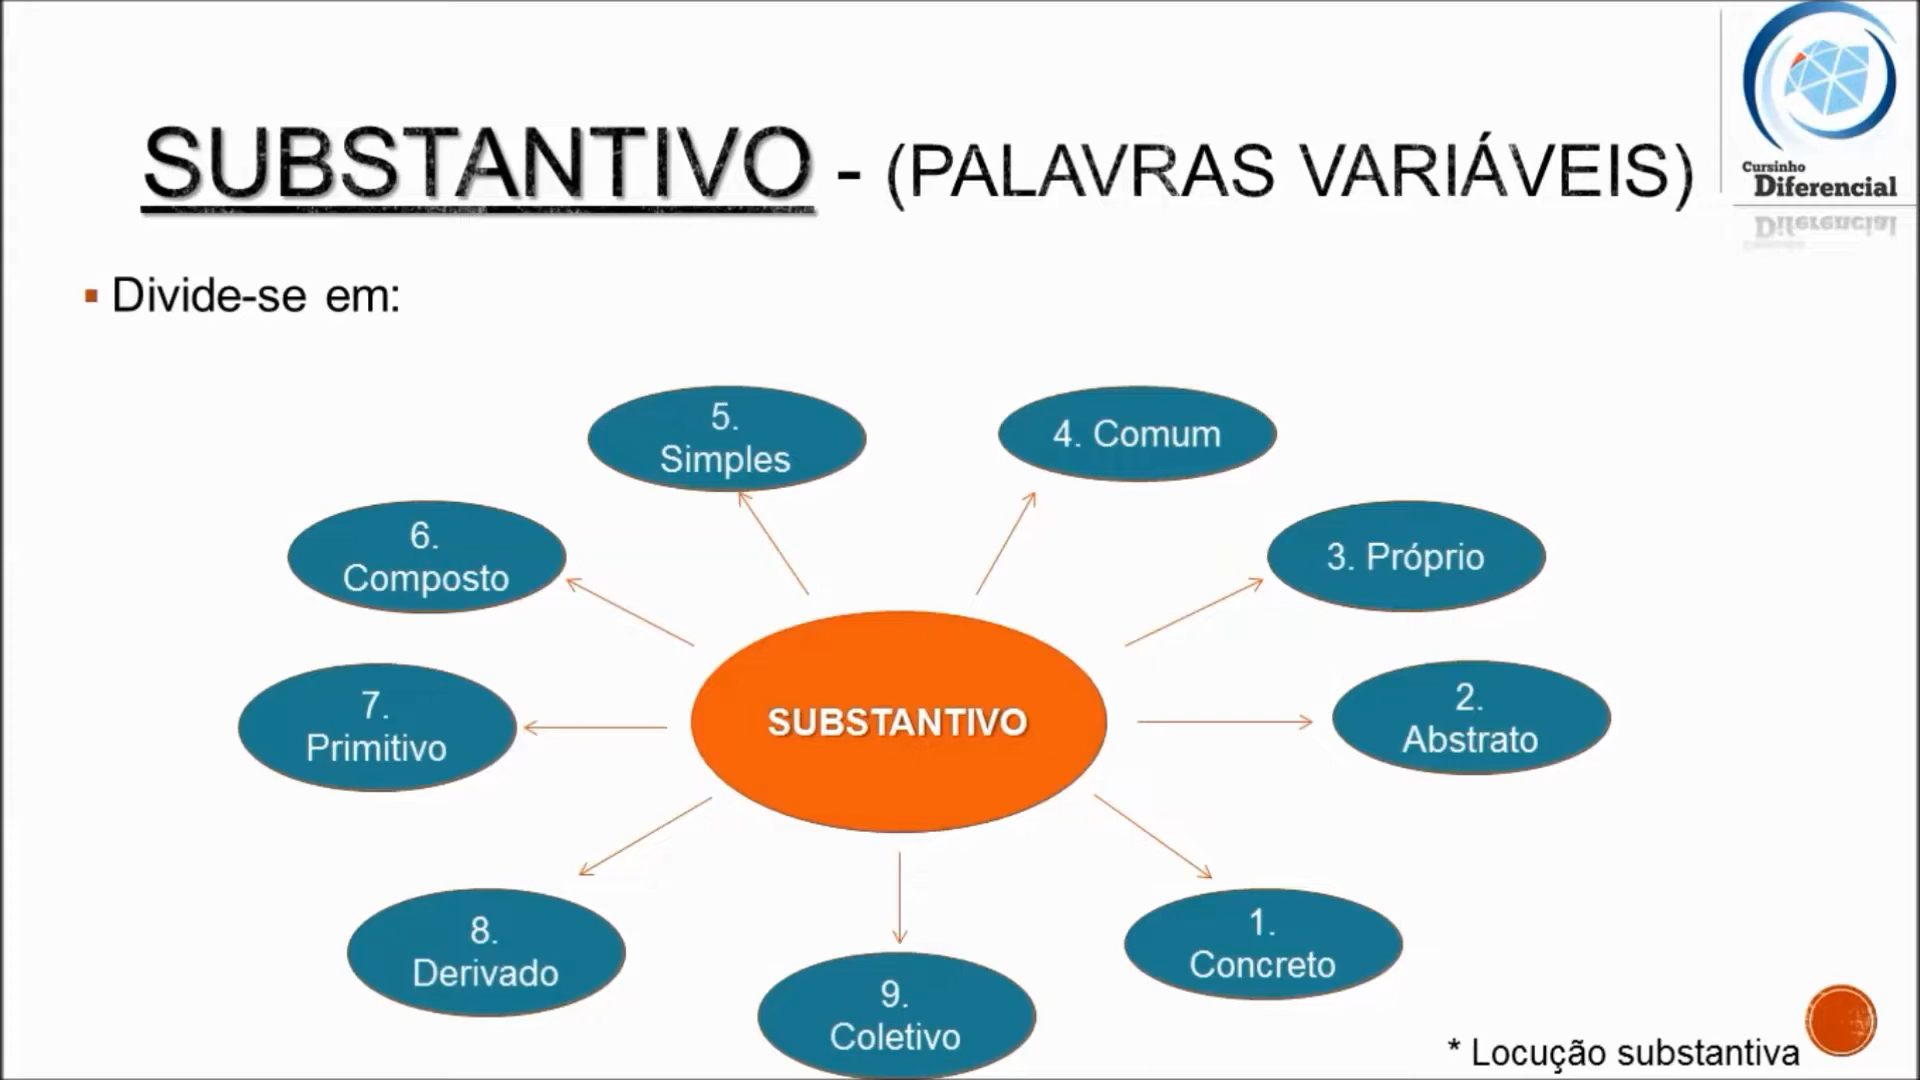 SUBSTANTIVO - (PALAVRAS VARIÁVEIS)
Cursinho
Diferencial
Divide-se em:
5.
Simples
4. Comum
6.
Composto
3. Próprio
7.
Primitivo
SUBSTANTIVO
2.
Abstrato
8.
Derivado
9.
Coletivo
1.
Concreto
* Locução substantiva